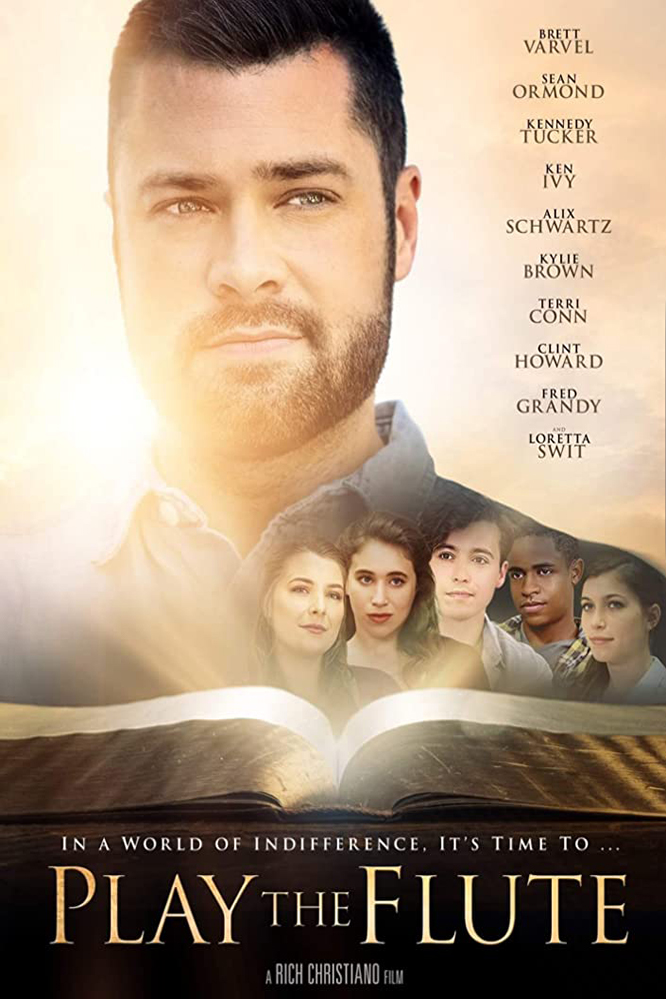 BRETT
VARVEL
SEAN
ORMOND
KENNEDY
TUCKER
KEN
IVY
ALIX
SCHWARTZ
KYLIE
BROWN
TERRI
CONN
CLINT
HOWARD
FRED
GRANDY
AND
LORETTA
SWIT
IN A WORLD OF INDIFFERENCE, IT'S TIME TO ...
PLAY THE FLUTE
A RICH CHRISTIANO FILM